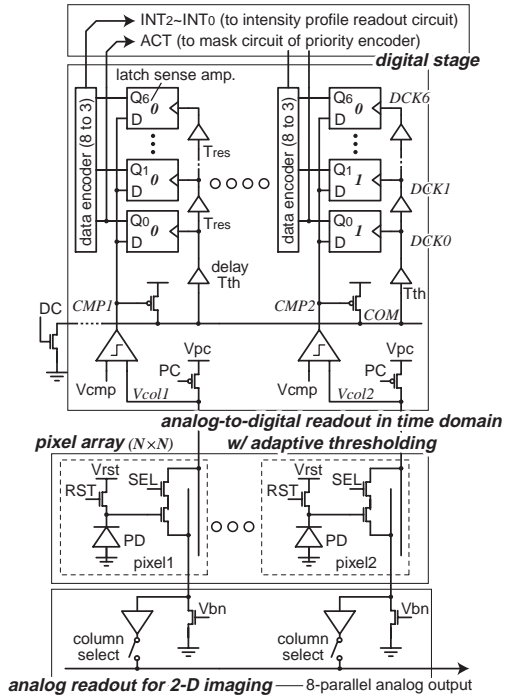 INT2~INT0 (to intensity profile readout circuit)
ACT (to mask circuit of priority encoder)
digital stage
latch sense amp.
data encoder (8 to 3)
Q6
0
D
Tres
Q1
0
D
Tres
Q0
0
D
delay
Tth
data encoder (8 to 3)
Q6
0
D
DCK6
Q1
1
D
DCK1
Q0
1
D
DCK0
Tth
DC
CMP1
CMP2
COM
Vpc
PC
Vcmp
Vcol1
Vpc
PC
Vcmp
Vcol2
analog-to-digital readout in time domain
w/ adaptive thresholding
pixel array (N×N)
Vrst
RST
SEL
PD
pixel1
Vrst
RST
SEL
PD
pixel2
Vbn
column
select
Vbn
column
select
analog readout for 2-D imaging
8-parallel analog output